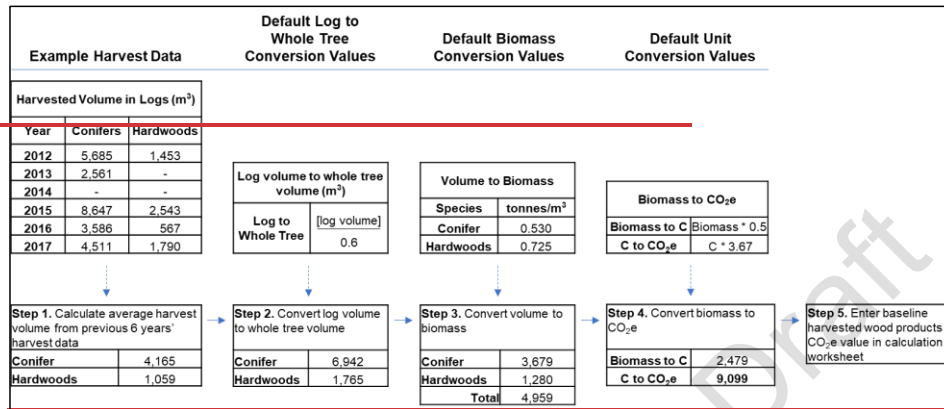 Example Harvest Data
Default Log to
Whole Tree
Conversion Values
Default Biomass
Conversion Values
Default Unit
Conversion Values
Harvested Volume in Logs (m³)
Year Conifers Hardwoods
2012 5,685 1,453
2013 2,561 -
2014 - -
2015 8,647 2,543
2016 3,586 567
2017 4,511 1,790
Log volume to whole tree
volume (m³)
Log to
Whole Tree
[log volume]
0.6
Volume to Biomass
Species tonnes/m³
Conifer 0.530
Hardwoods 0.725
Biomass to CO₂e
Biomass to C Biomass * 0.5
C to CO₂e C * 3.67
Step 1. Calculate average harvest
volume from previous 6 years'
harvest data
Conifer 4,165
Hardwoods 1,059
Step 2. Convert log volume
to whole tree volume
Conifer 6,942
Hardwoods 1,765
Step 3. Convert volume to
biomass
Conifer 3,679
Hardwoods 1,280
Total 4,959
Step 4. Convert biomass to
CO₂e
Biomass to C 2,479
C to CO₂e 9,099
Step 5. Enter baseline
harvested wood products
CO₂e value in calculation
worksheet
Draft